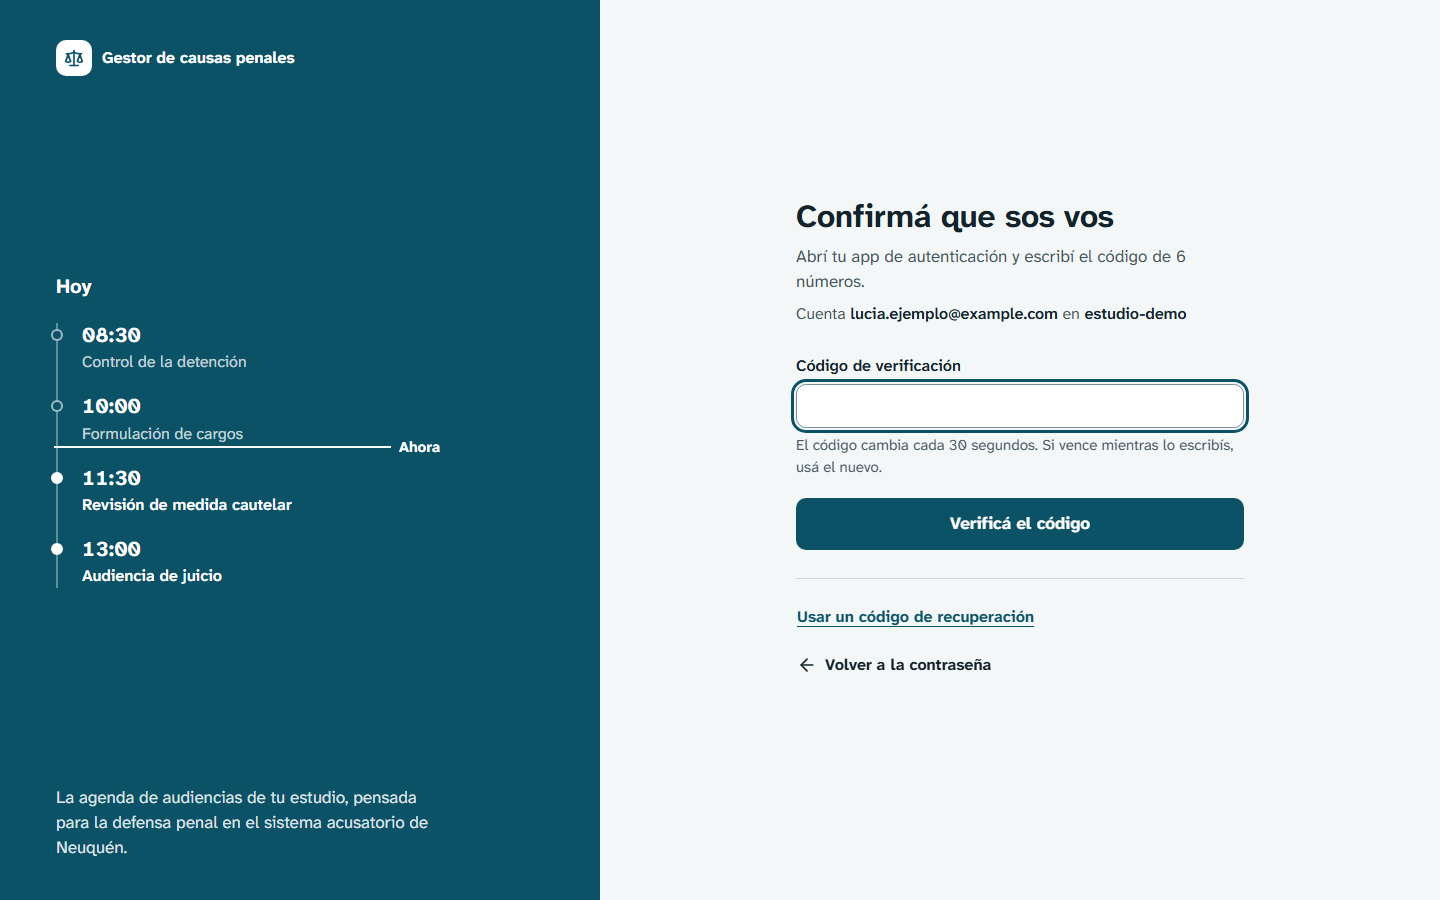 Gestor de causas penales
Hoy
08:30
Control de la detención
10:00
Formulación de cargos
Ahora
11:30
Revisión de medida cautelar
13:00
Audiencia de juicio
La agenda de audiencias de tu estudio, pensada
para la defensa penal en el sistema acusatorio de
Neuquén.
Confirmá que sos vos
Abrí tu app de autenticación y escribí el código de 6
números.
Cuenta lucia.ejemplo@example.com en estudio-demo
Código de verificación
El código cambia cada 30 segundos. Si vence mientras lo escribís,
usá el nuevo.
Verificá el código
Usar un código de recuperación
Volver a la contraseña